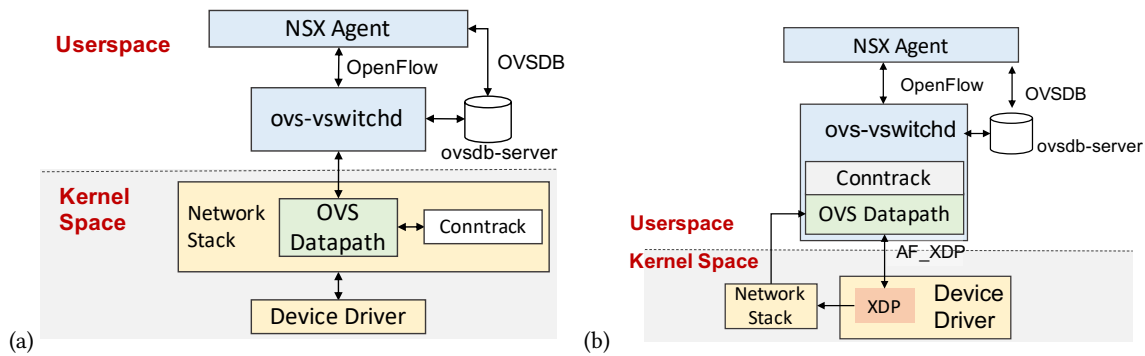 NSX Agent
Userspace
OpenFlow
OVSDB
ovs-vswitchd
ovsdb-server
Kernel
Space
Network
Stack
OVS
Datapath
Conntrack
Device Driver
(a)
NSX Agent
OpenFlow
OVSDB
ovs-vswitchd
ovsdb-server
Conntrack
OVS Datapath
Userspace
Kernel Space
AF_XDP
Network
Stack
XDP
Device
Driver
(b)